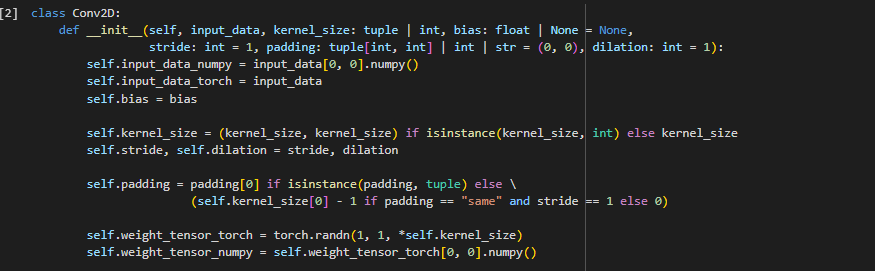 [2] class Conv2D:
def __init__(self, input_data, kernel_size: tuple | int, bias: float | None = None,
stride: int = 1, padding: tuple[int, int] | int | str = (0, 0), dilation: int = 1):
self.input_data_numpy = input_data[0, 0].numpy()
self.input_data_torch = input_data
self.bias = bias
self.kernel_size = (kernel_size, kernel_size) if isinstance(kernel_size, int) else kernel_size
self.stride, self.dilation = stride, dilation
self.padding = padding[0] if isinstance(padding, tuple) else \
(self.kernel_size[0] - 1 if padding == "same" and stride == 1 else 0)
self.weight_tensor_torch = torch.randn(1, 1, *self.kernel_size)
self.weight_tensor_numpy = self.weight_tensor_torch[0, 0].numpy()